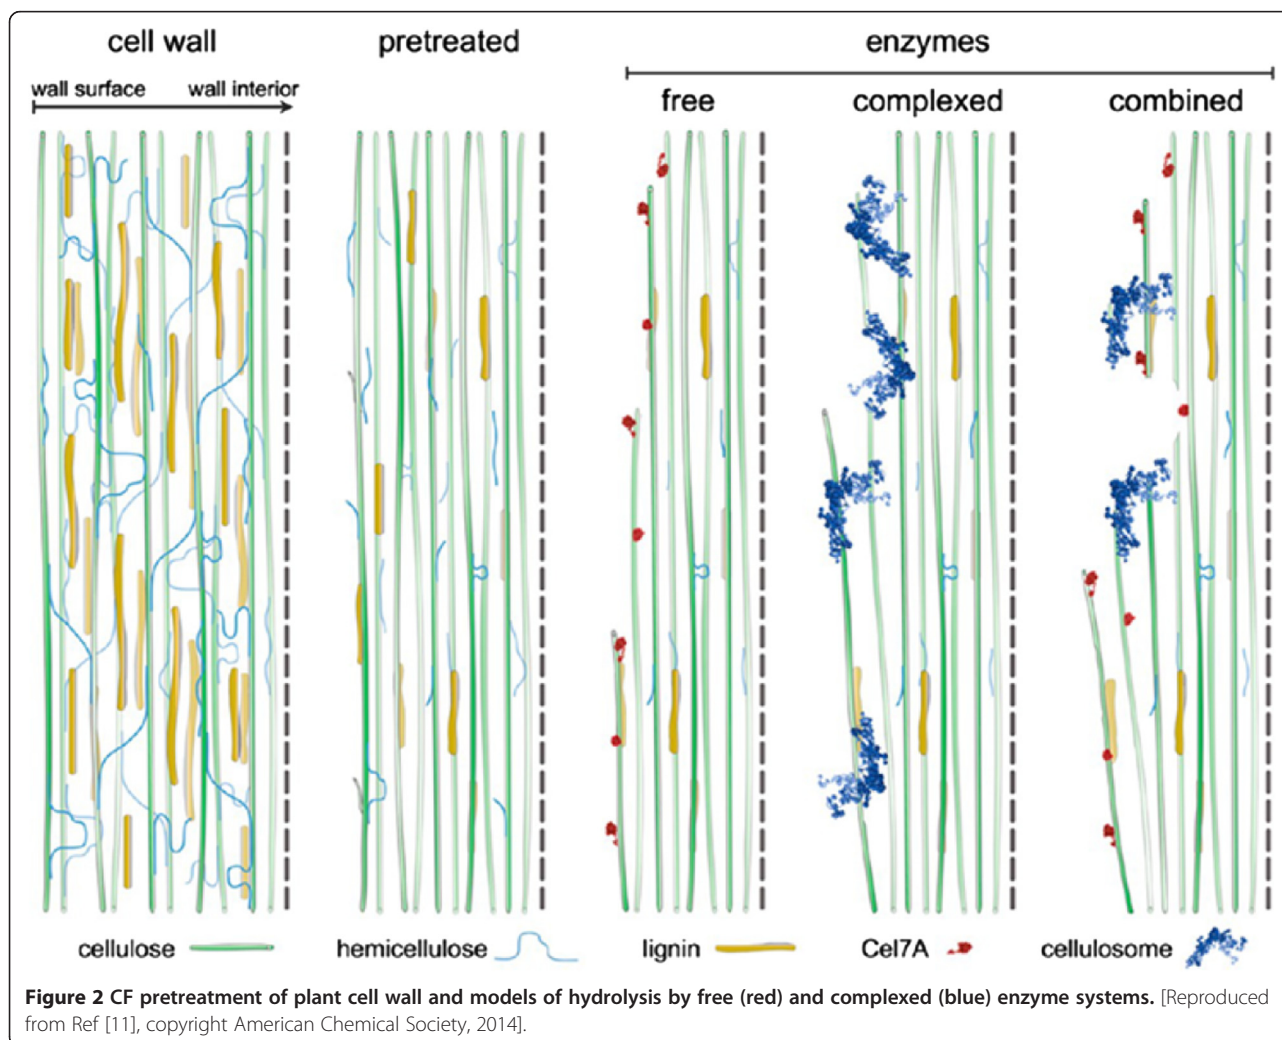 cell wall
pretreated
enzymes
wall surface
wall interior
free
complexed
combined
cellulose
hemicellulose
lignin
Cel7A
cellulosome
Figure 2 CF pretreatment of plant cell wall and models of hydrolysis by free (red) and complexed (blue) enzyme systems. [Reproduced
from Ref [11], copyright American Chemical Society, 2014].